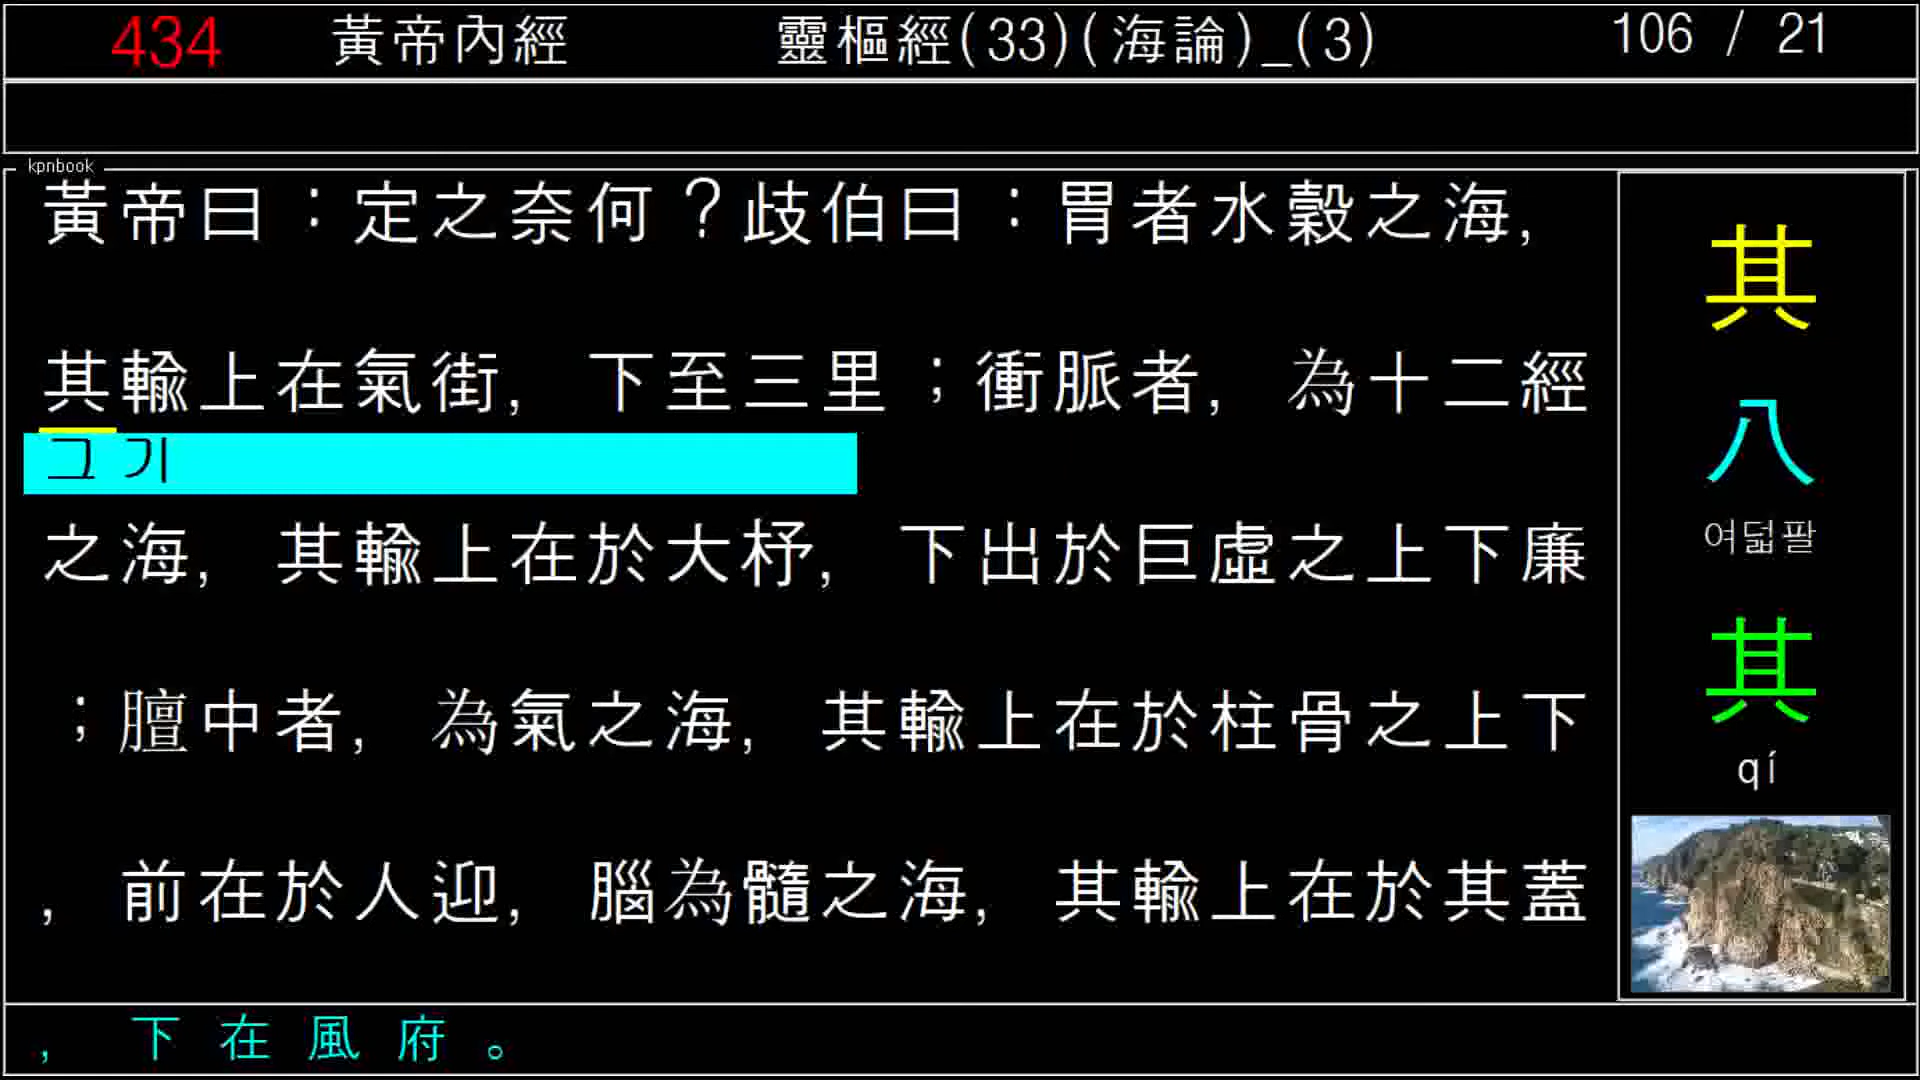 434 黃帝內經 靈樞經(33)(海論)_(3) 106 / 21
kpnbook
黃帝曰：定之奈何？歧伯曰：胃者水穀之海,
其輸上在氣街, 下至三里；衝脈者, 為十二經
그 기
之海, 其輸上在於大杼, 下出於巨虛之上下廉
；膻中者, 為氣之海, 其輸上在於柱骨之上下
, 前在於人迎, 腦為髓之海, 其輸上在於其蓋
, 下在風府。
其
八
여덟팔
其
qí